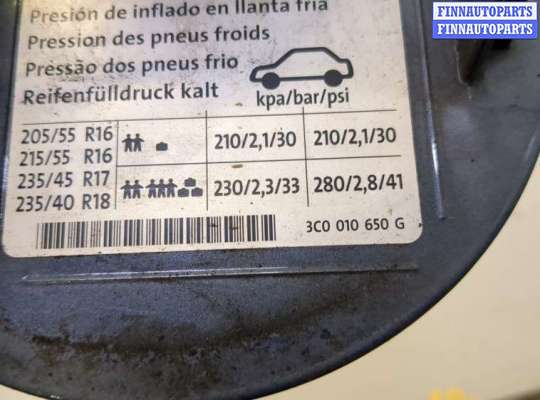 FINNAUTOPARTS
FINNAUTOPARTS
Presión de inflado en llanta fría
Pression des pneus froids
Pressão dos pneus frio
Reifenfülldruck kalt
kpa/bar/psi
205/55 R16
215/55 R16
210/2,1/30 210/2,1/30
235/45 R17
235/40 R18
230/2,3/33 280/2,8/41
3C0 010 650 G